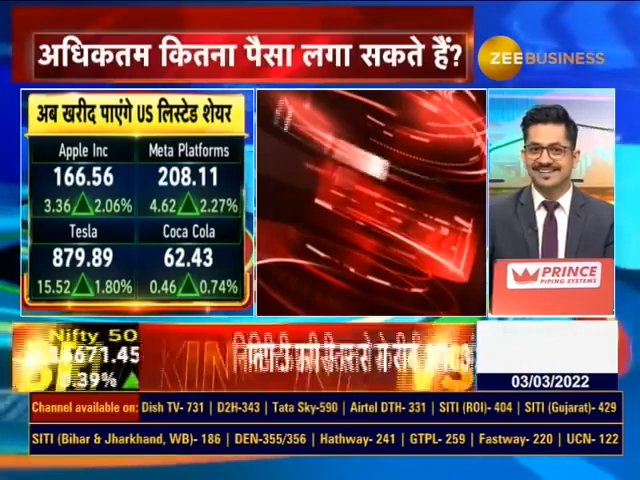 अधिकतम कितना पैसा लगा सकते हैं?
ZEEBUSINESS
अब खरीद पाएंगे US लिस्टेड शेयर
Apple Inc
166.56
3.36 2.06%
Meta Platforms
208.11
4.62 2.27%
Tesla
879.89
15.52 1.80%
Coca Cola
62.43
0.46 0.74%
PRINCE
PIPING SYSTEMS
Nifty 50
16671.45
0.39%
03/03/2022
Channel available on: Dish TV- 731 | D2H-343 | Tata Sky-590 | Airtel DTH- 331 | SITI (ROI)- 404 | SITI (Gujarat)- 429
SITI (Bihar & Jharkhand, WB)- 186 | DEN-355/356 | Hathway- 241 | GTPL- 259 | Fastway- 220 | UCN- 122